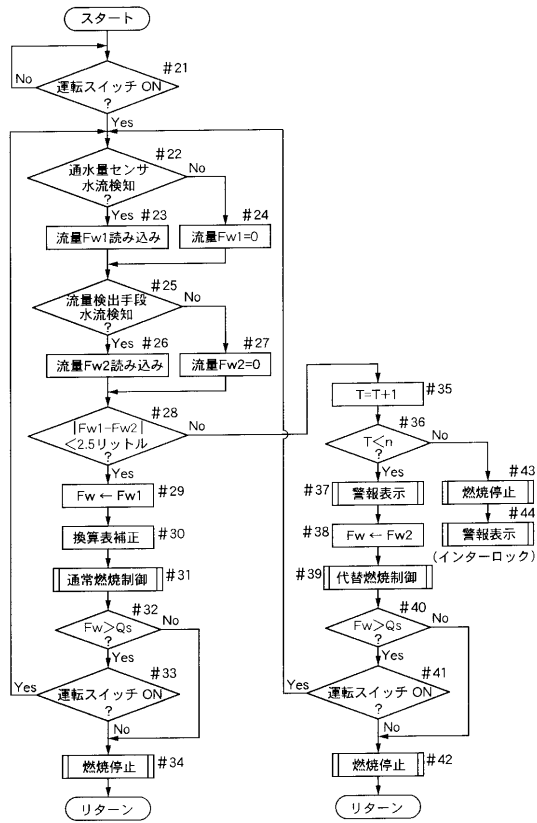 スタート
#21
運転スイッチ ON
?
No
Yes
#22
通水量センサ
水流検知
?
No
Yes
#23
流量Fw1読み込み
#24
流量Fw1=0
#25
流量検出手段
水流検知
?
No
Yes
#26
流量Fw2読み込み
#27
流量Fw2=0
#28
|Fw1-Fw2|
<2.5リットル
?
No
Yes
Fw ← Fw1
#29
換算表補正
#30
通常燃焼制御
#31
#32
Fw>Qs
?
No
Yes
#33
運転スイッチ ON
?
Yes
No
燃焼停止
#34
リターン
T=T+1
#35
#36
T<n
?
No
Yes
#37
警報表示
#43
燃焼停止
#44
警報表示
(インターロック)
#38
Fw ← Fw2
#39
代替燃焼制御
#40
Fw>Qs
?
No
Yes
#41
運転スイッチ ON
?
Yes
No
燃焼停止
#42
リターン